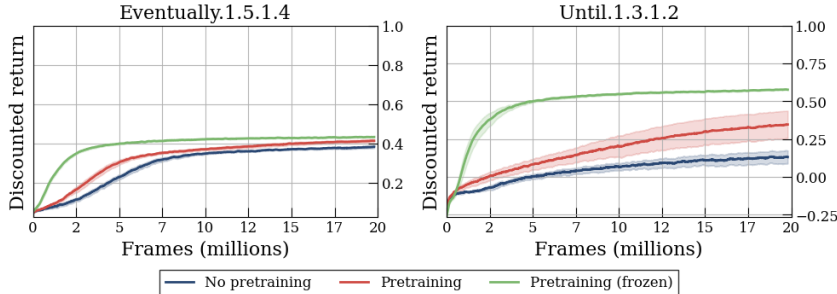 Eventually.1.5.1.4
Discounted return
1.0
0.8
0.6
0.4
0.2
0 2 5 7 10 12 15 17 20
Frames (millions)
Until.1.3.1.2
Discounted return
1.00
0.75
0.50
0.25
0.00
−0.25
0 2 5 7 10 12 15 17 20
Frames (millions)
No pretraining Pretraining Pretraining (frozen)